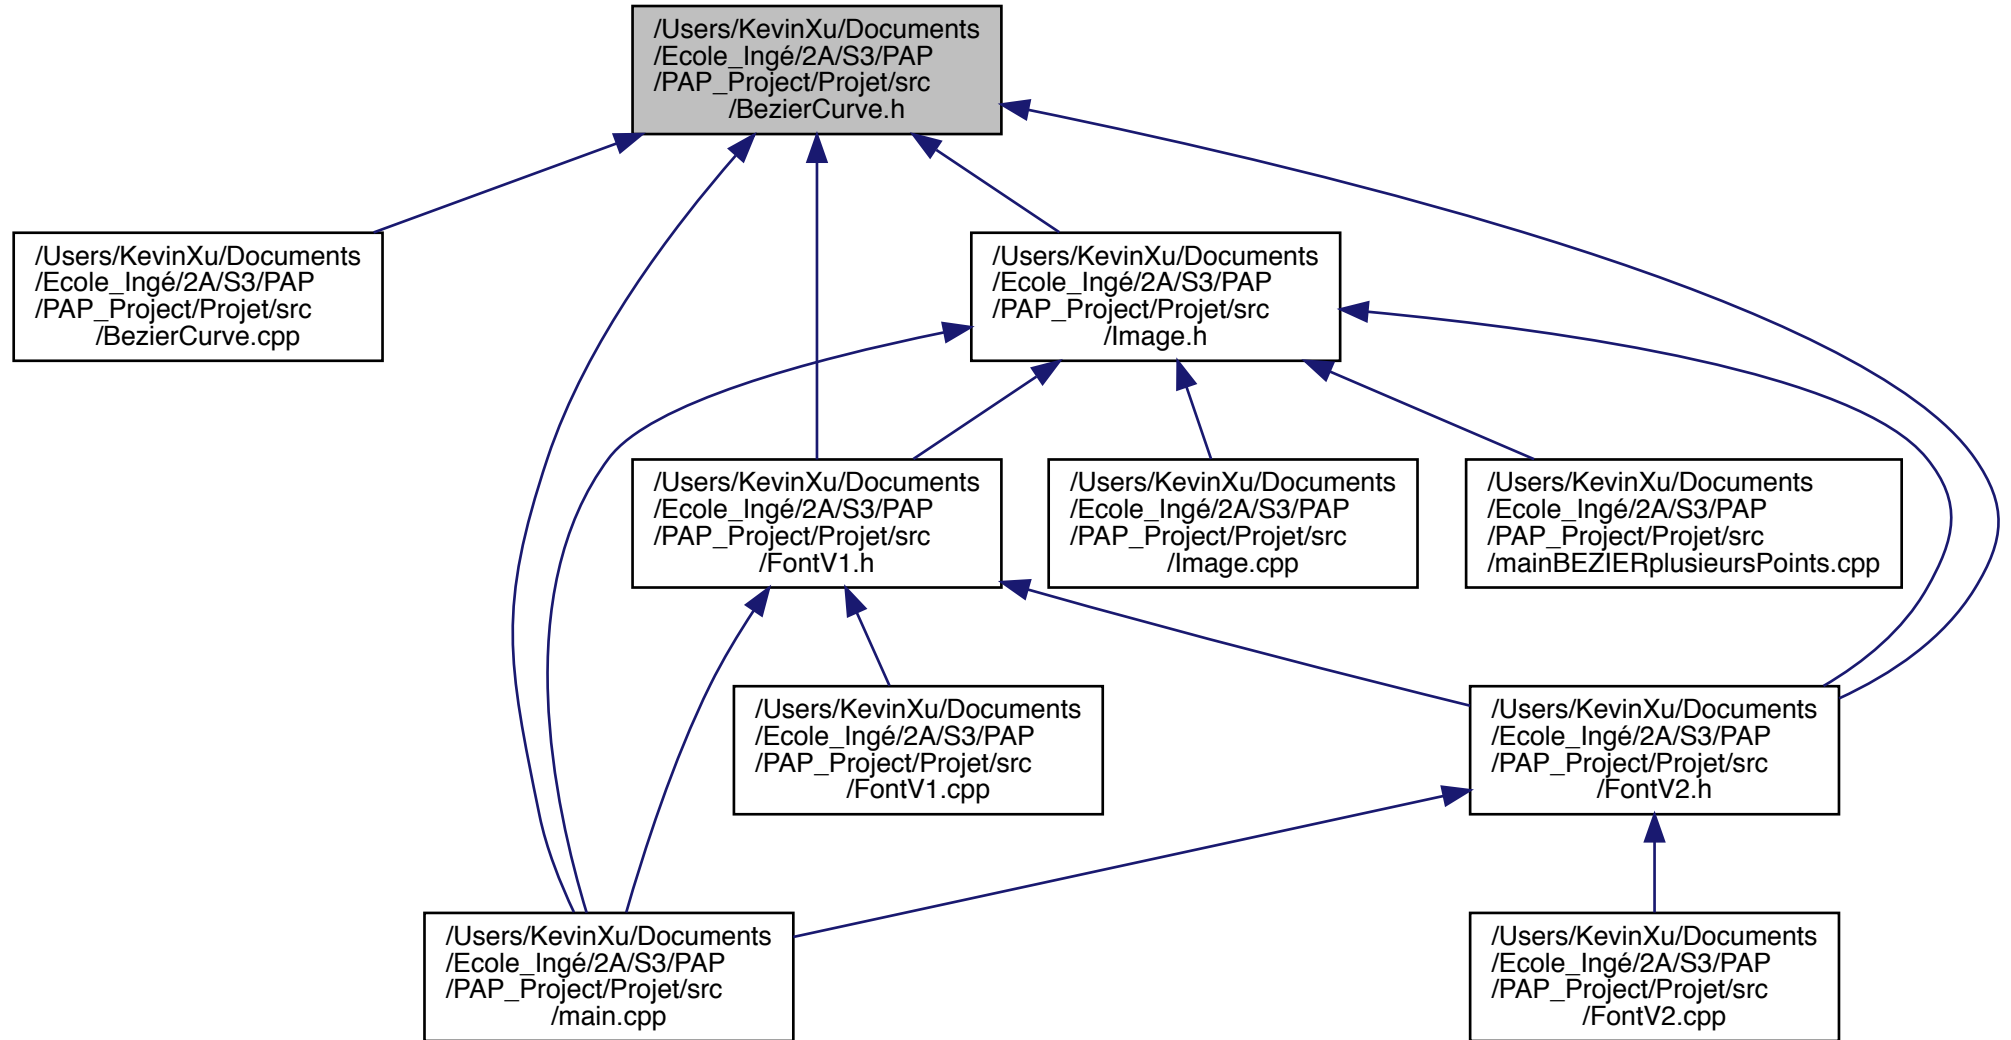 /Users/KevinXu/Documents
/Ecole_Ingé/2A/S3/PAP
/PAP_Project/Projet/src
/BezierCurve.h
/Users/KevinXu/Documents
/Ecole_Ingé/2A/S3/PAP
/PAP_Project/Projet/src
/BezierCurve.cpp
/Users/KevinXu/Documents
/Ecole_Ingé/2A/S3/PAP
/PAP_Project/Projet/src
/Image.h
/Users/KevinXu/Documents
/Ecole_Ingé/2A/S3/PAP
/PAP_Project/Projet/src
/FontV1.h
/Users/KevinXu/Documents
/Ecole_Ingé/2A/S3/PAP
/PAP_Project/Projet/src
/Image.cpp
/Users/KevinXu/Documents
/Ecole_Ingé/2A/S3/PAP
/PAP_Project/Projet/src
/mainBEZIERplusieursPoints.cpp
/Users/KevinXu/Documents
/Ecole_Ingé/2A/S3/PAP
/PAP_Project/Projet/src
/FontV1.cpp
/Users/KevinXu/Documents
/Ecole_Ingé/2A/S3/PAP
/PAP_Project/Projet/src
/FontV2.h
/Users/KevinXu/Documents
/Ecole_Ingé/2A/S3/PAP
/PAP_Project/Projet/src
/main.cpp
/Users/KevinXu/Documents
/Ecole_Ingé/2A/S3/PAP
/PAP_Project/Projet/src
/FontV2.cpp